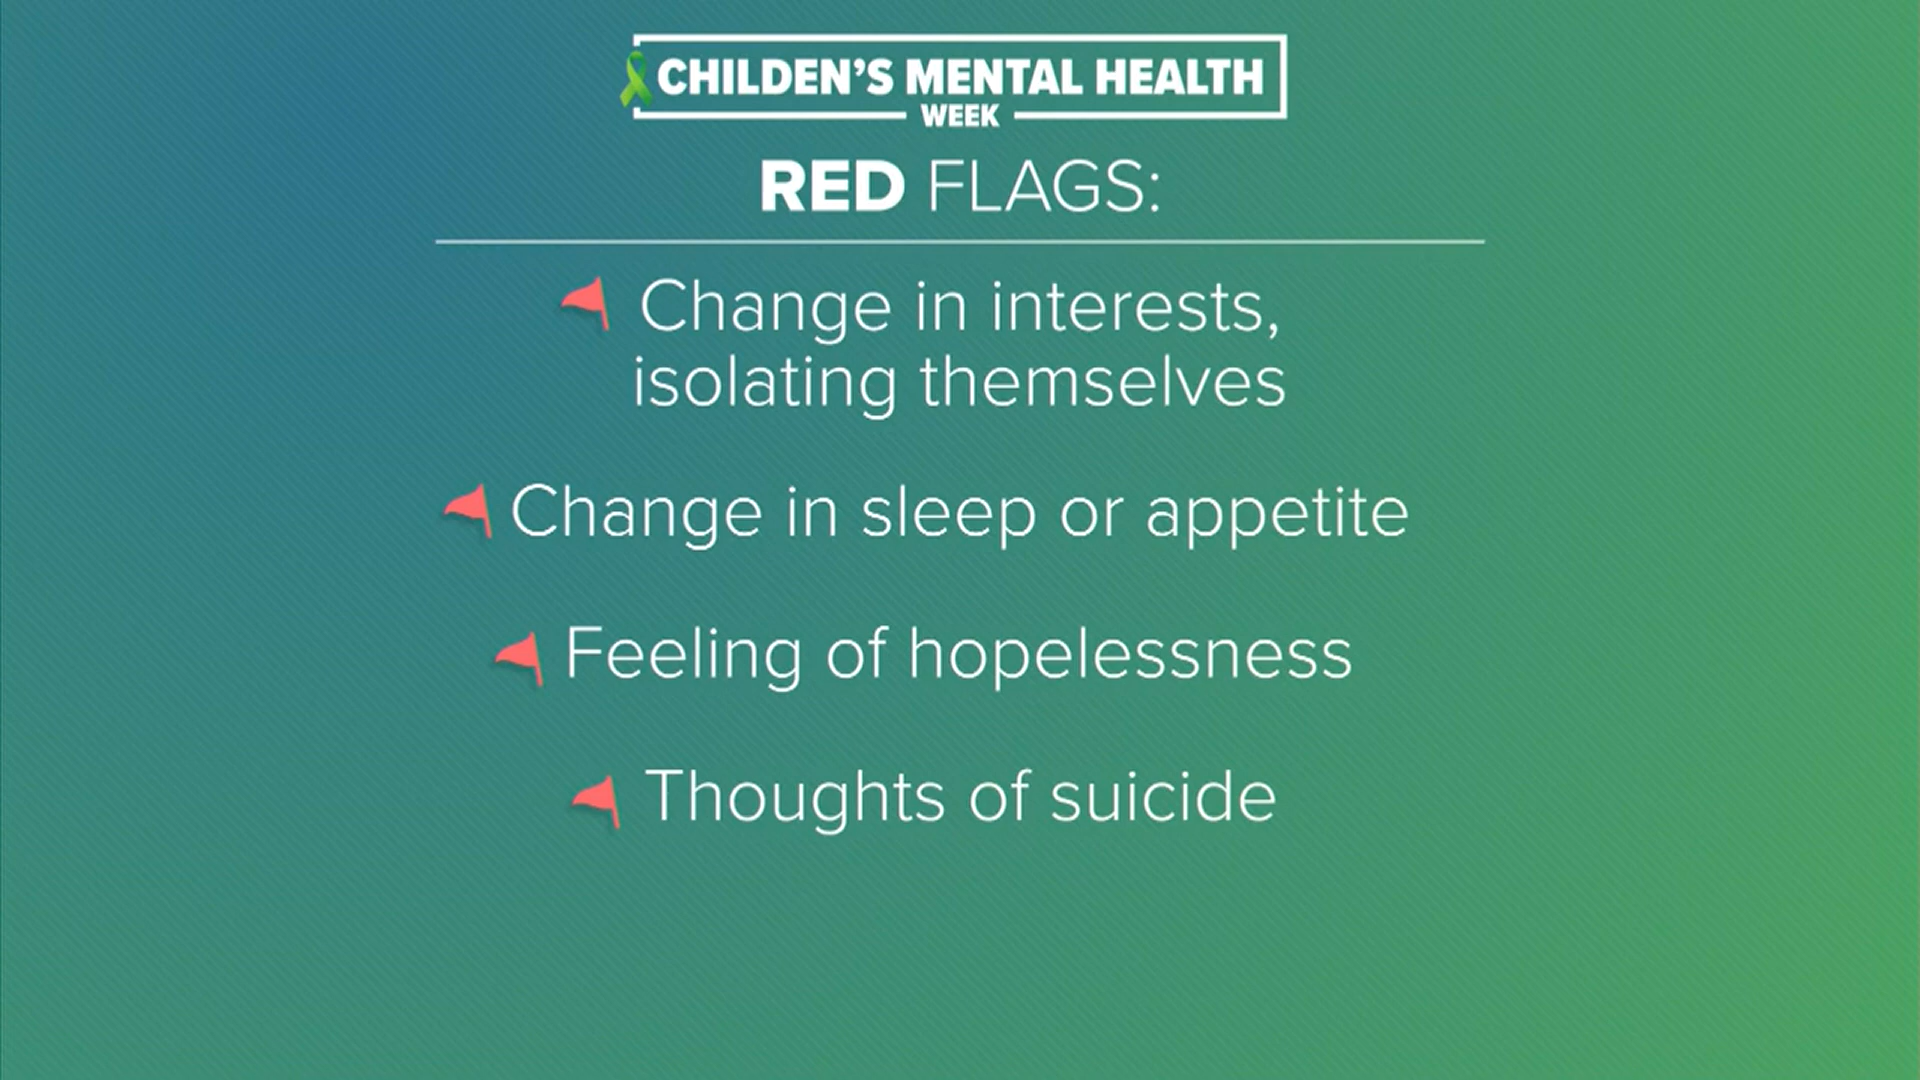 CHILDEN'S MENTAL HEALTH
WEEK
RED FLAGS:
Change in interests,
isolating themselves
Change in sleep or appetite
Feeling of hopelessness
Thoughts of suicide